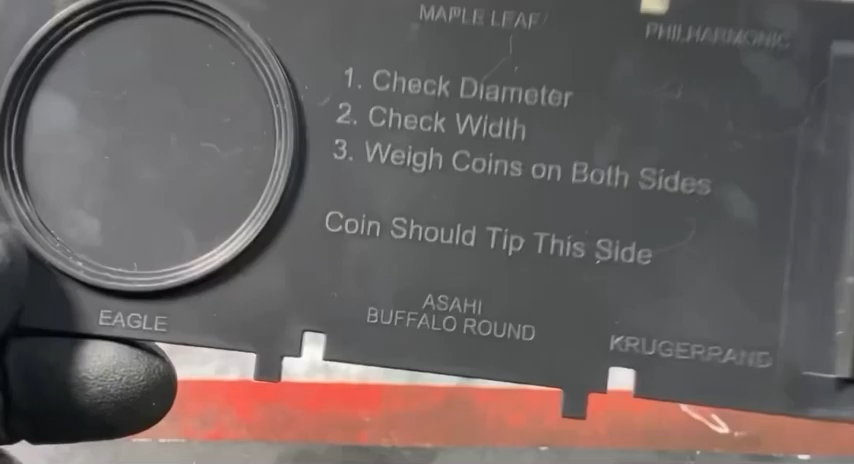 MAPLE LEAF
PHILHARMONIC
1. Check Diameter
2. Check Width
3. Weigh Coins on Both Sides
Coin Should Tip This Side
EAGLE
ASAHI
BUFFALO ROUND
KRUGERRAND